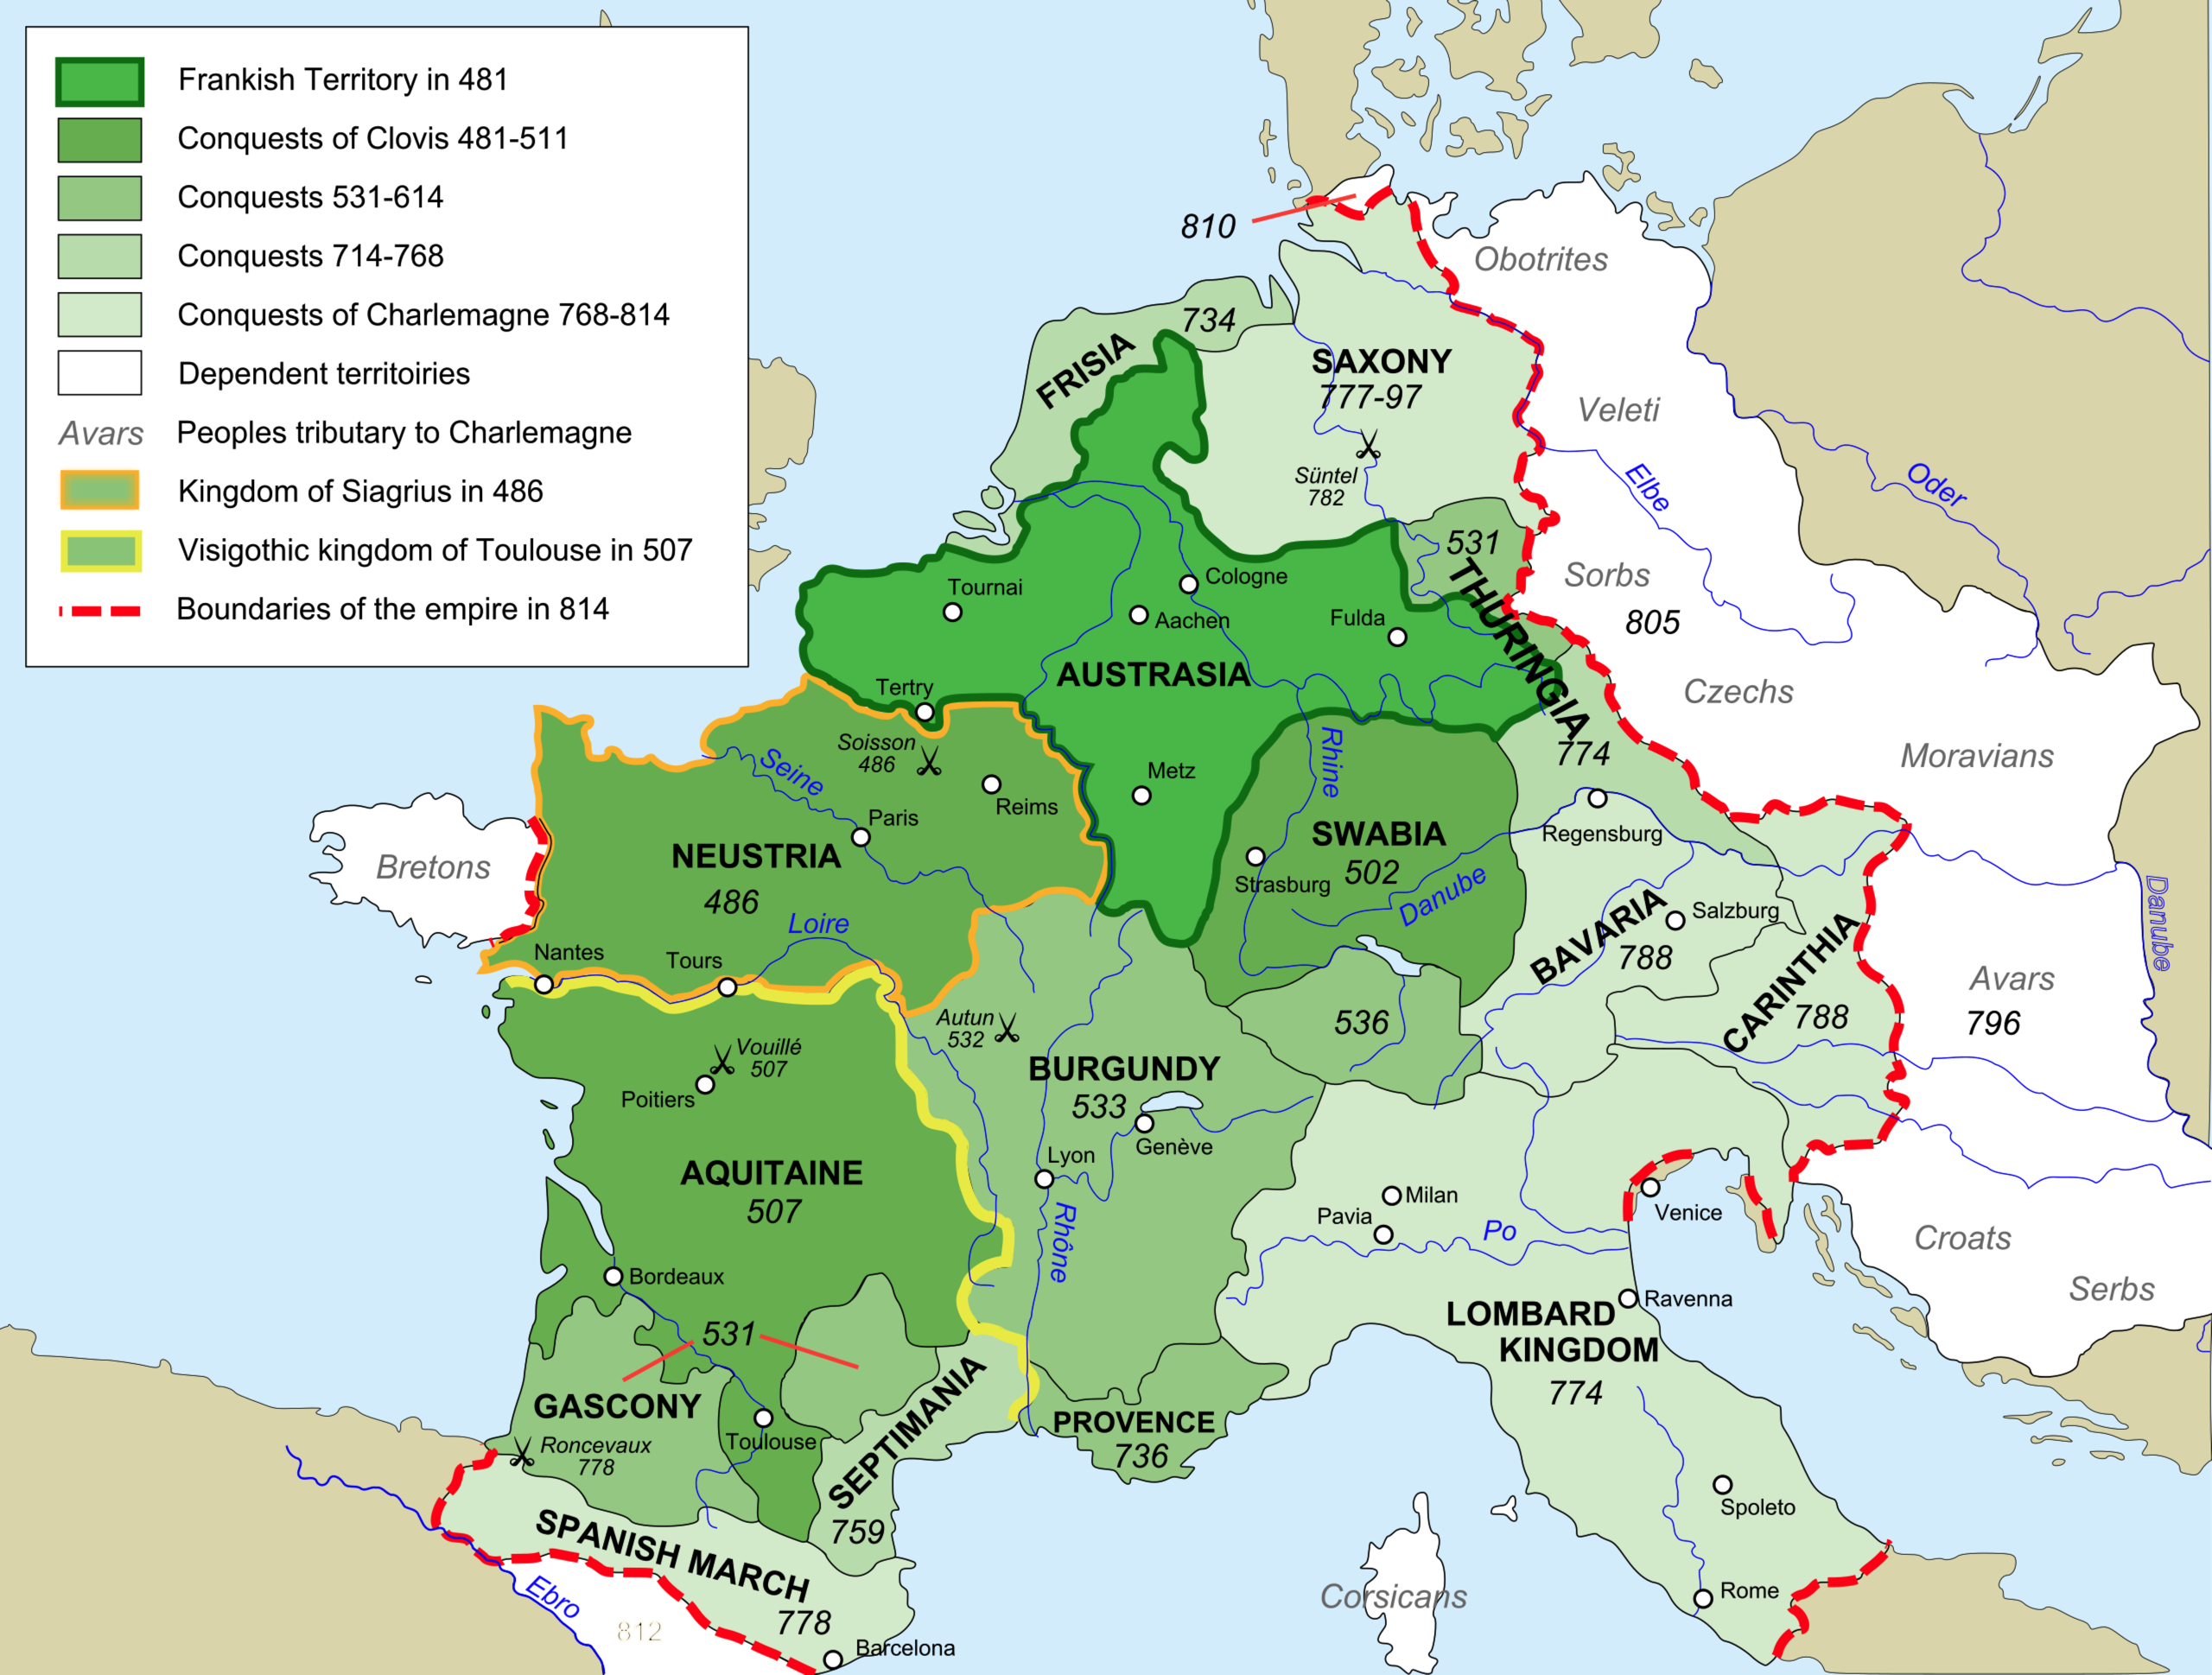 Frankish Territory in 481
Conquests of Clovis 481-511
Conquests 531-614
Conquests 714-768
Conquests of Charlemagne 768-814
Dependent territoiries
Avars Peoples tributary to Charlemagne
Kingdom of Siagrius in 486
Visigothic kingdom of Toulouse in 507
Boundaries of the empire in 814
810
Obotrites
734
FRISIA
SAXONY
777-97
Veleti
Süntel
782
Elbe
Oder
531
THURINGIA
Sorbs
805
Tournai
Cologne
Aachen
Fulda
AUSTRASIA
Tertry
Czechs
Moravians
Soisson
486
Seine
Reims
Metz
Rhine
774
Regensburg
Paris
NEUSTRIA
486
Bretons
SWABIA
502
Strasburg
Danube
BAVARIA
788
Salzburg
CARINTHIA
788
Danube
Avars
796
Loire
Nantes
Tours
Autun
532
536
Vouillé
507
Poitiers
BURGUNDY
533
Genève
Lyon
Rhône
AQUITAINE
507
Milan
Pavia
Po
Venice
Croats
Serbs
Bordeaux
531
Ravenna
LOMBARD
KINGDOM
774
GASCONY
Roncevaux
778
Toulouse
SEPTIMANIA
759
PROVENCE
736
Spoleto
SPANISH MARCH
778
Ebro
812
Barcelona
Corsicans
Rome